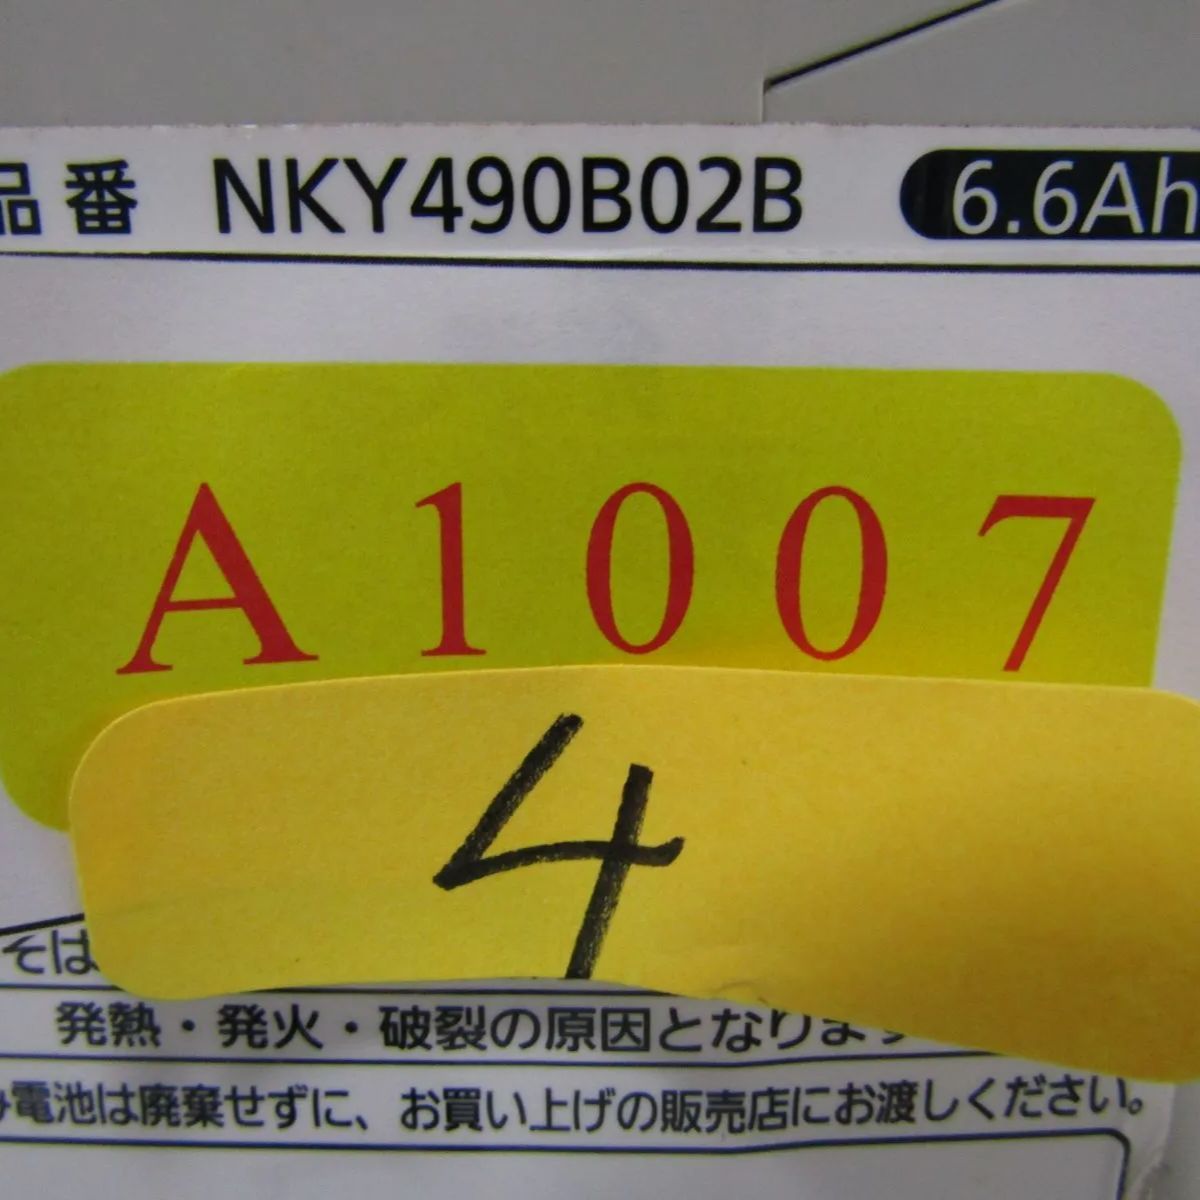 品番 NKY490B02B 6.6Ah
A1007
4
そは
発熱・発火・破裂の原因となります
み電池は廃棄せずに、お買い上げの販売店にお渡しください。